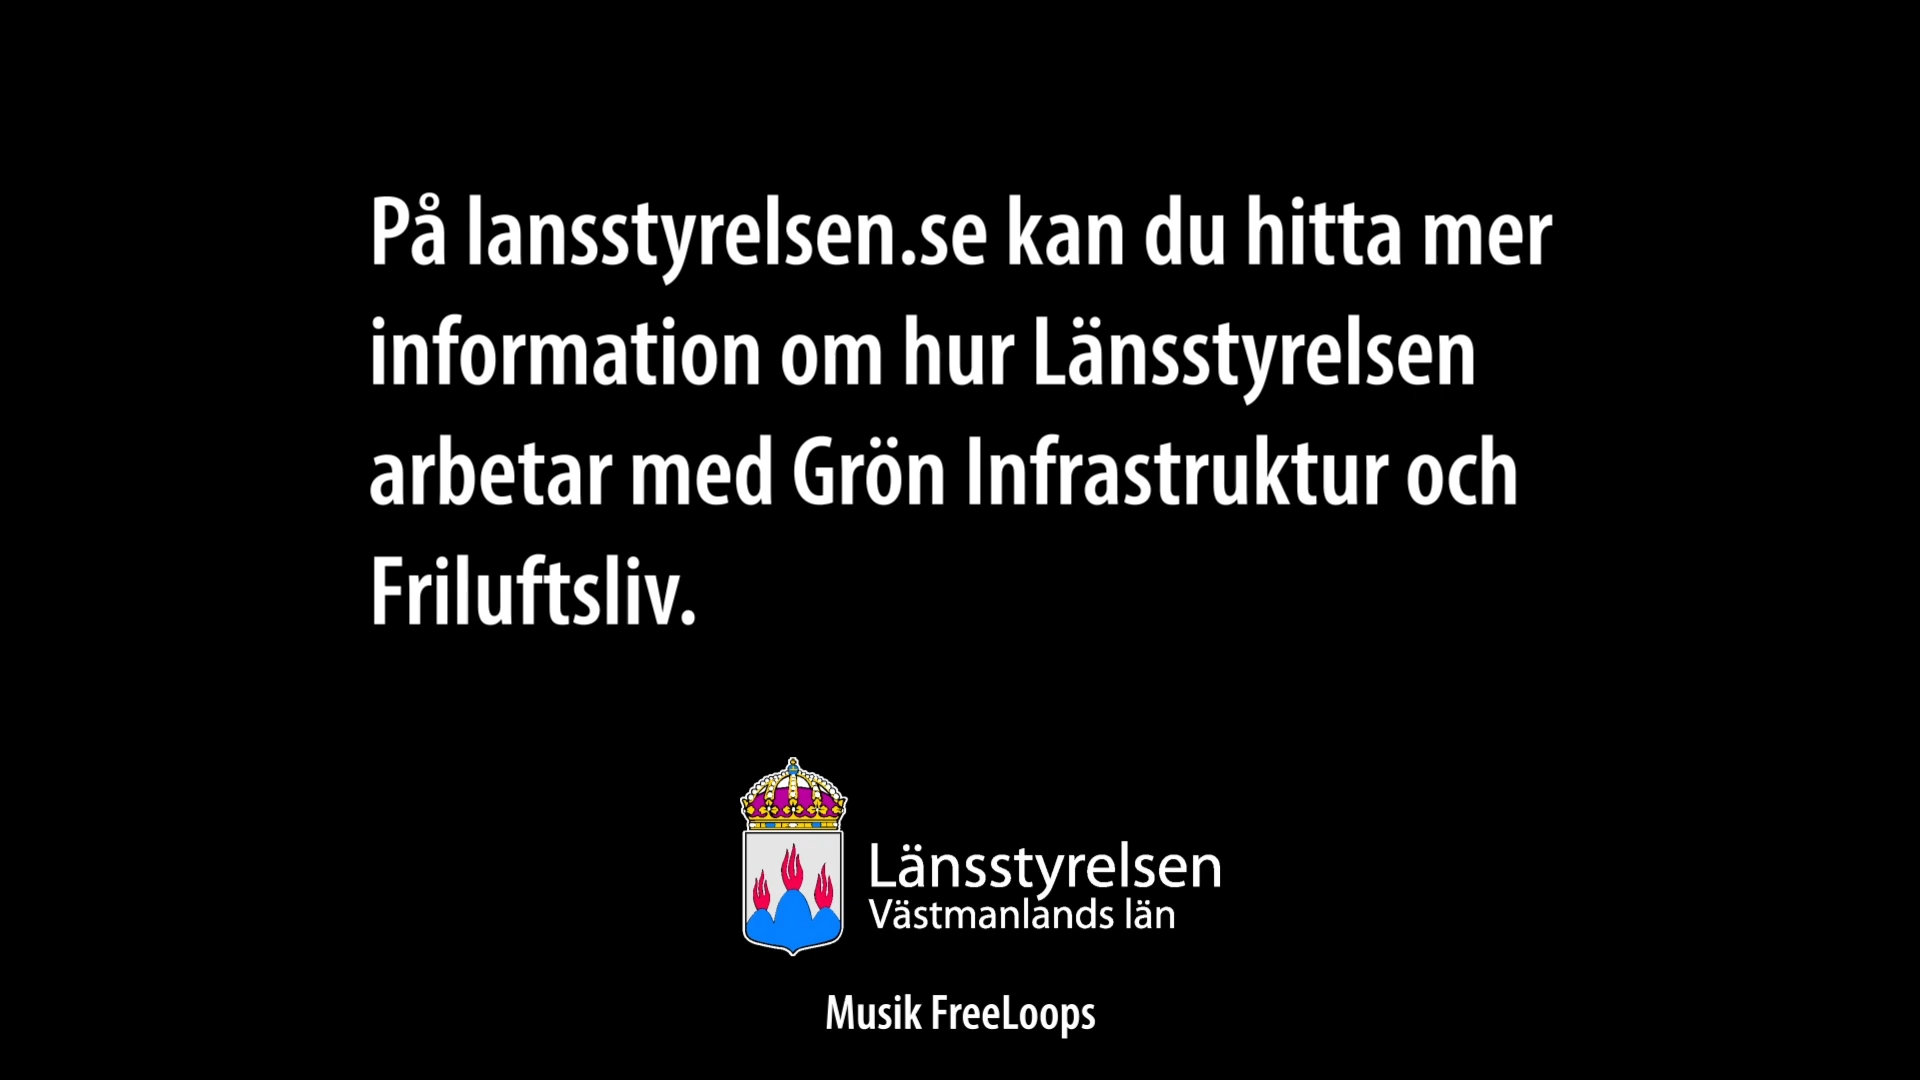 På lansstyrelsen.se kan du hitta mer
information om hur Länsstyrelsen
arbetar med Grön Infrastruktur och
Friluftsliv.
Länsstyrelsen
Västmanlands län
Musik FreeLoops